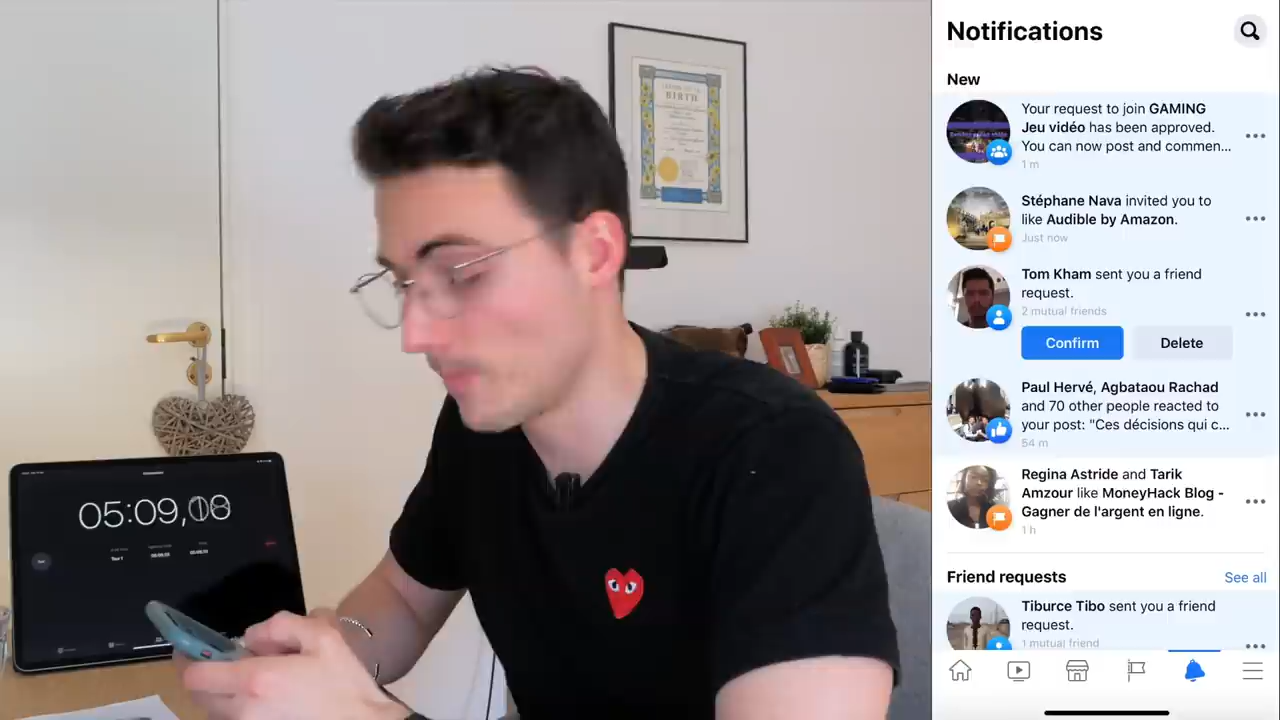 BIRTH
05:09,08
Tour 1
Notifications
New
Your request to join GAMING
Jeu vidéo has been approved.
You can now post and commen...
1 m
Stéphane Nava invited you to
like Audible by Amazon.
Just now
Tom Kham sent you a friend
request.
2 mutual friends
Confirm
Delete
Paul Hervé, Agbataou Rachad
and 70 other people reacted to
your post: "Ces décisions qui c...
54 m
Regina Astride and Tarik
Amzour like MoneyHack Blog -
Gagner de l'argent en ligne.
1 h
Friend requests
See all
Tiburce Tibo sent you a friend
request.
1 mutual friend